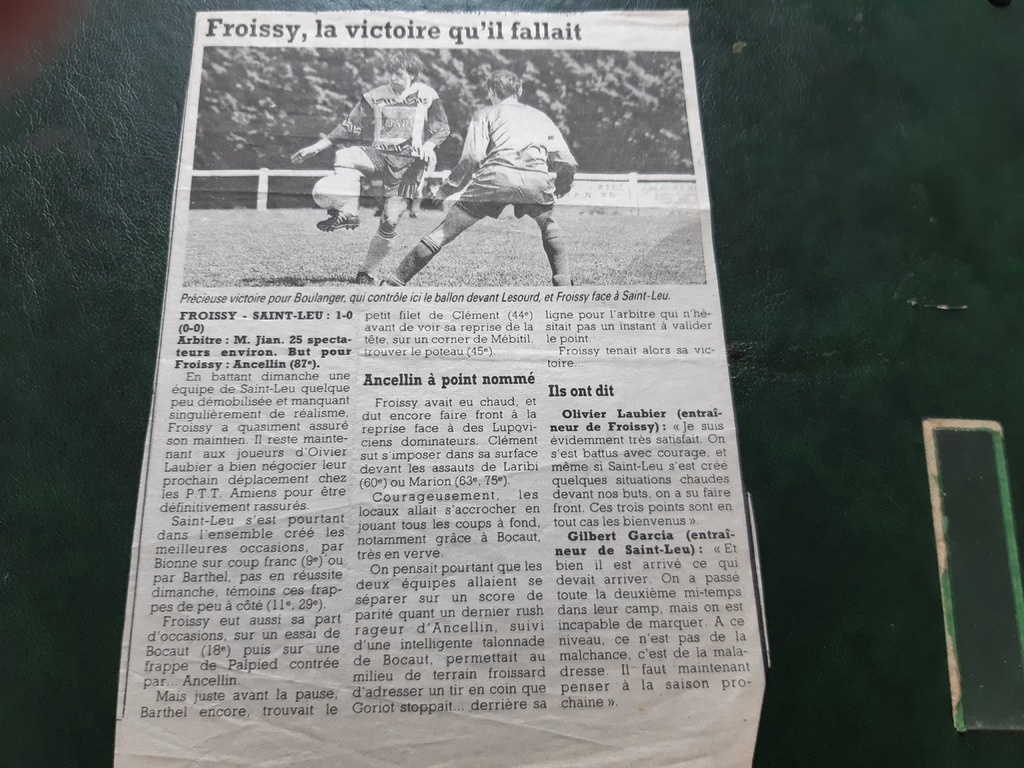 Froissy, la victoire qu'il fallait
UAP
Précieuse victoire pour Boulanger, qui contrôle ici le ballon devant Lesourd, et Froissy face à Saint-Leu.
FROISSY - SAINT-LEU : 1-0
(0-0)
Arbitre : M. Jian. 25 specta-
teurs environ. But pour
Froissy : Ancellin (87e).
En battant dimanche une
équipe de Saint-Leu quelque
peu démobilisée et manquant
singulièrement de réalisme,
Froissy a quasiment assuré
son maintien. Il reste mainte-
nant aux joueurs d'Oivier
Laubier a bien négocier leur
prochain déplacement chez
les P.T.T. Amiens pour être
définitivement rassurés.
Saint-Leu s'est pourtant
dans l'ensemble créé les
meilleures occasions, par
Bionne sur coup franc (9e) ou
par Barthel, pas en réussite
dimanche, témoins ces frap-
pes de peu à côté (11e, 29e).
Froissy eut aussi sa part
d'occasions, sur un essai de
Bocaut (18e) puis sur une
frappe de Palpied contrée
par... Ancellin.
Mais juste avant la pause,
Barthel encore, trouvait le
petit filet de Clément (44e)
avant de voir sa reprise de la
tête, sur un corner de Mébitil,
trouver le poteau (45e).
Ancellin à point nommé
Froissy avait eu chaud, et
dut encore faire front à la
reprise face à des Lupoviciens dominateurs. Clément
sut s'imposer dans sa surface
devant les assauts de Laribi
(60e) ou Marion (63e, 75e).
Courageusement, les
locaux allait s'accrocher en
jouant tous les coups à fond,
notamment grâce à Bocaut,
très en verve.
On pensait pourtant que les
deux équipes allaient se
séparer sur un score de
parité quant un dernier rush
rageur d'Ancellin, suivi
d'une intelligente talonnade
de Bocaut, permettait au
milieu de terrain froissard
d'adresser un tir en coin que
Goriot stoppait... derrière sa
ligne pour l'arbitre qui n'hé-
sitait pas un instant à valider
le point.
Froissy tenait alors sa vic-
toire...
Ils ont dit
Olivier Laubier (entraî-
neur de Froissy) : « Je suis
évidemment très satisfait. On
s'est battus avec courage, et
même si Saint-Leu s'est créé
quelques situations chaudes
devant nos buts, on a su faire
front. Ces trois points sont en
tout cas les bienvenus ».
Gilbert Garcia (entraî-
neur de Saint-Leu) : « Et
bien il est arrivé ce qui
devait arriver. On a passé
toute la deuxième mi-temps
dans leur camp, mais on est
incapable de marquer. A ce
niveau, ce n'est pas de la
malchance, c'est de la mala-
dresse. Il faut maintenant
penser à la saison pro-
chaine ».